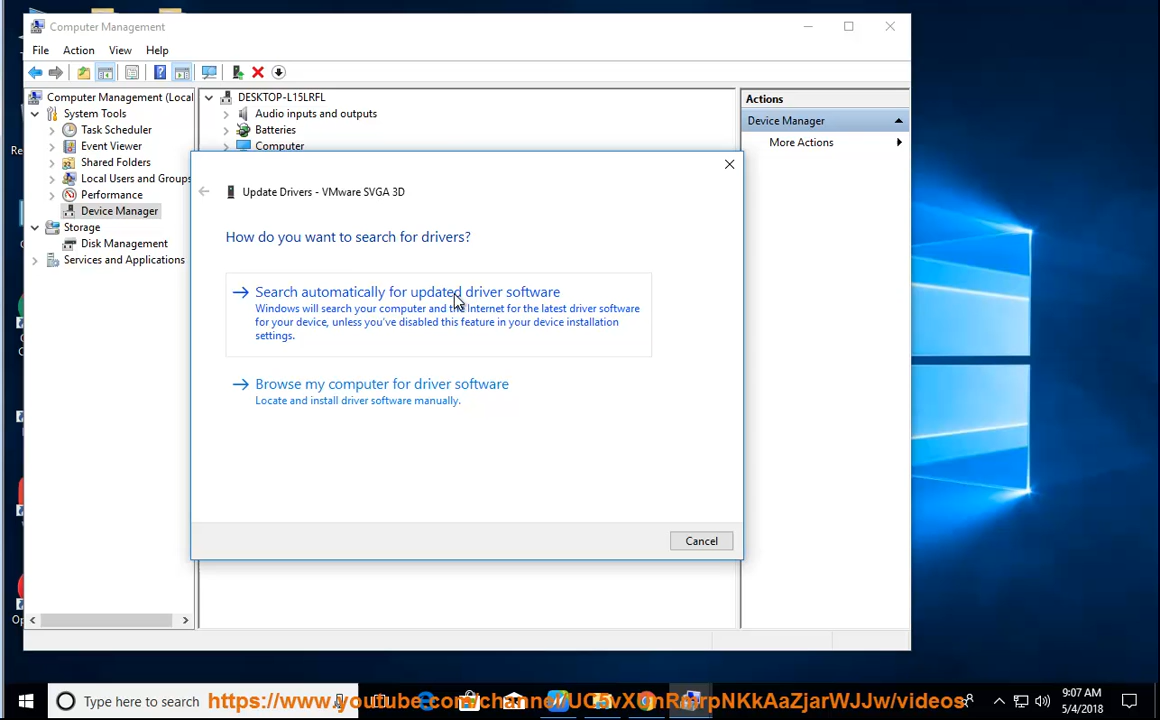 Computer Management
File Action View Help
Computer Management (Local
System Tools
Task Scheduler
Event Viewer
Shared Folders
Local Users and Groups
Performance
Device Manager
Storage
Disk Management
Services and Applications
DESKTOP-L15LRFL
Audio inputs and outputs
Batteries
Computer
Actions
Device Manager
More Actions
Update Drivers - VMware SVGA 3D
How do you want to search for drivers?
Search automatically for updated driver software
Windows will search your computer and the Internet for the latest driver software
for your device, unless you've disabled this feature in your device installation
settings.
Browse my computer for driver software
Locate and install driver software manually.
Cancel
Type here to search
9:07 AM
5/4/2018